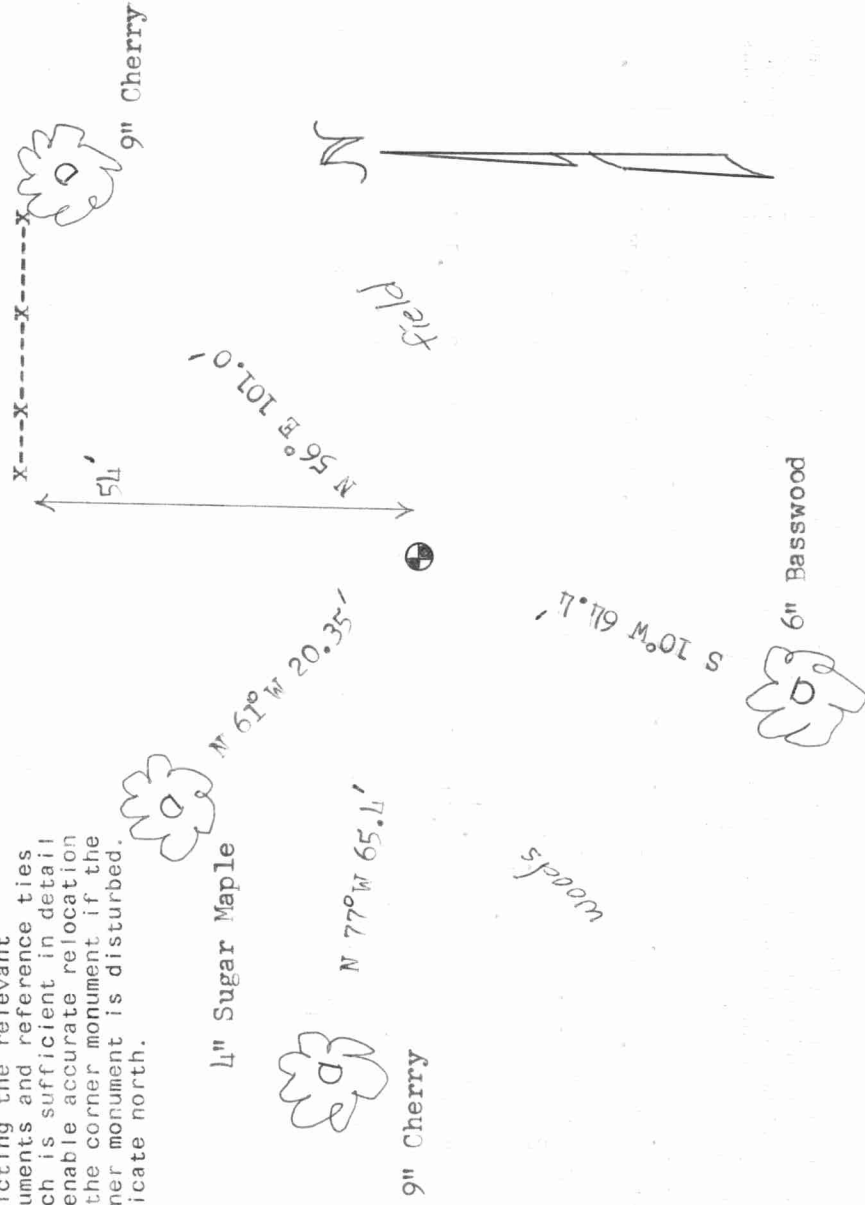 icting the relevant
uments and reference ties
ch is sufficient in detail
enable accurate relocation
the corner monument if the
ner monument is disturbed.
icate north.
X---X-----X-----X
9" Cherry
54'
N 56° E 101.0'
N
field
4" Sugar Maple
N 61° W 20.35'
9" Cherry
N 77° W 65.4'
woods
S 10° W 64.4'
6" Basswood